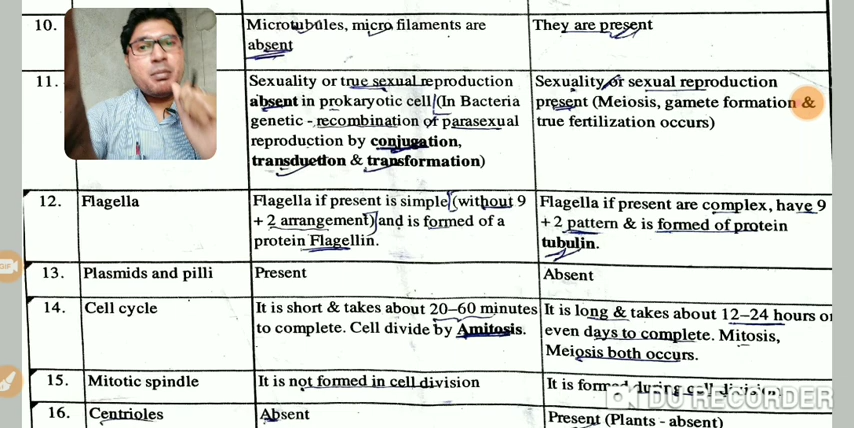 10.
Microtubules, micro filaments are
absent
They are present
11.
Sexuality or true sexual reproduction
absent in prokaryotic cell (In Bacteria
genetic - recombination of parasexual
reproduction by conjugation,
transduction & transformation)
Sexuality or sexual reproduction
present (Meiosis, gamete formation &
true fertilization occurs)
12. Flagella
Flagella if present is simple (without 9
+ 2 arrangement) and is formed of a
protein Flagellin.
Flagella if present are complex, have 9
+ 2 pattern & is formed of protein
tubulin.
13. Plasmids and pilli
Present
Absent
14. Cell cycle
It is short & takes about 20–60 minutes
to complete. Cell divide by Amitosis.
It is long & takes about 12–24 hours or
even days to complete. Mitosis,
Meiosis both occurs.
15. Mitotic spindle
It is not formed in cell division
It is formed during cell division.
16. Centrioles
Absent
Present (Plants - absent)
GIF
DU RECORDER